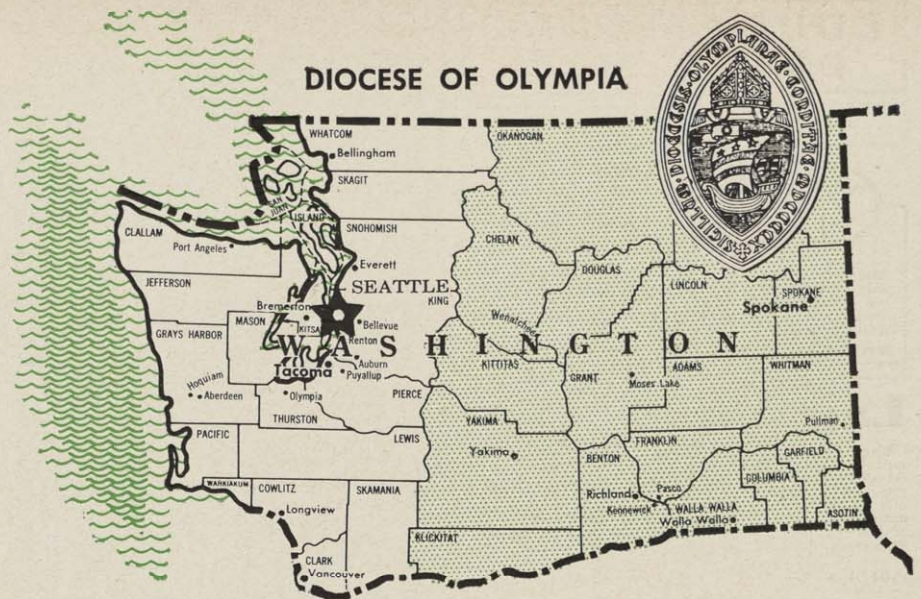 DIOCESE OF OLYMPIA
WHATCOM
Bellingham
OKANOGAN
SKAGIT
SAN JUAN
ISLAND
CLALLAM
Port Angeles
SNOHOMISH
CHELAN
Everett
DOUGLAS
JEFFERSON
SEATTLE
KING
LINCOLN
SPOKANE
Spokane
Bremerton
MASON
KITSAP
Bellevue
Wenatchee
GRAYS HARBOR
Renton
WASHINGTON
Tacoma
Auburn
Puyallup
KITTITAS
GRANT
Moses Lake
ADAMS
WHITMAN
Hoquiam
Aberdeen
Olympia
PIERCE
THURSTON
YAKIMA
Pullman
PACIFIC
LEWIS
Yakima
BENTON
FRANKLIN
GARFIELD
WAHKIAKUM
COWLITZ
SKAMANIA
Richland
Pasco
Kennewick
COLUMBIA
WALLA WALLA
Walla Walla
ASOTIN
Longview
KLICKITAT
CLARK
Vancouver